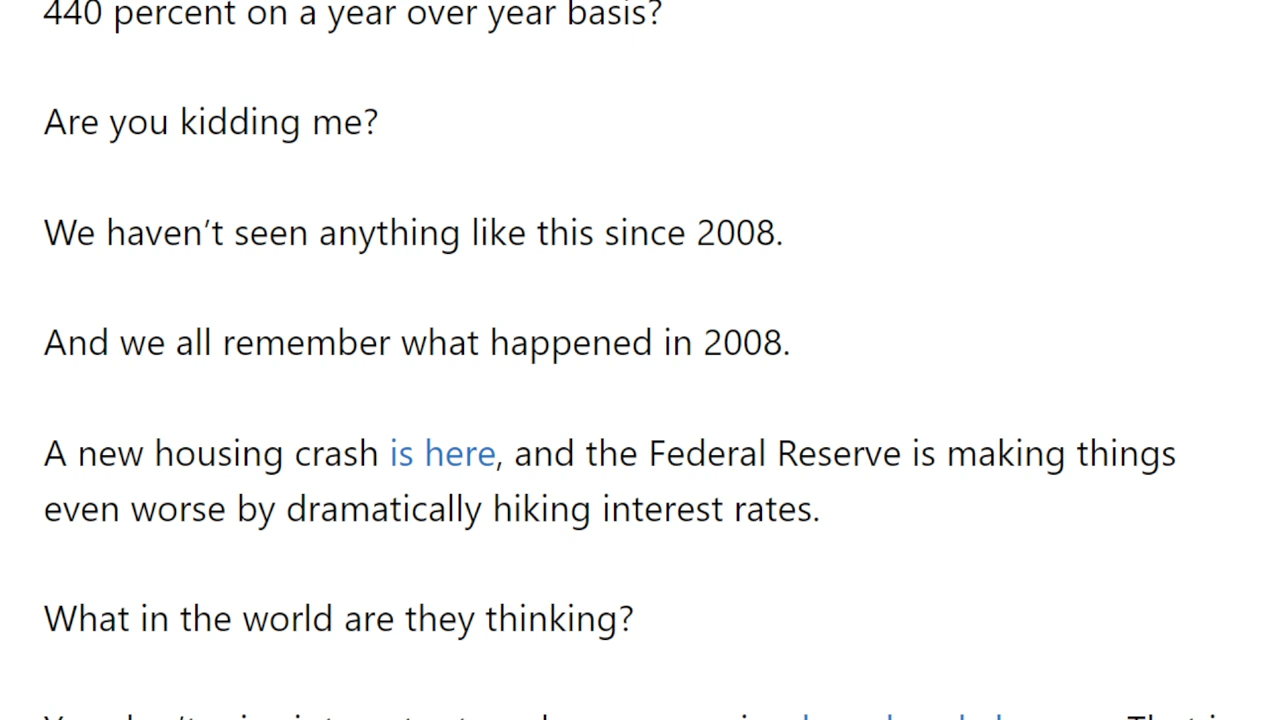 440 percent on a year over year basis?
Are you kidding me?
We haven’t seen anything like this since 2008.
And we all remember what happened in 2008.
A new housing crash is here, and the Federal Reserve is making things
even worse by dramatically hiking interest rates.
What in the world are they thinking?